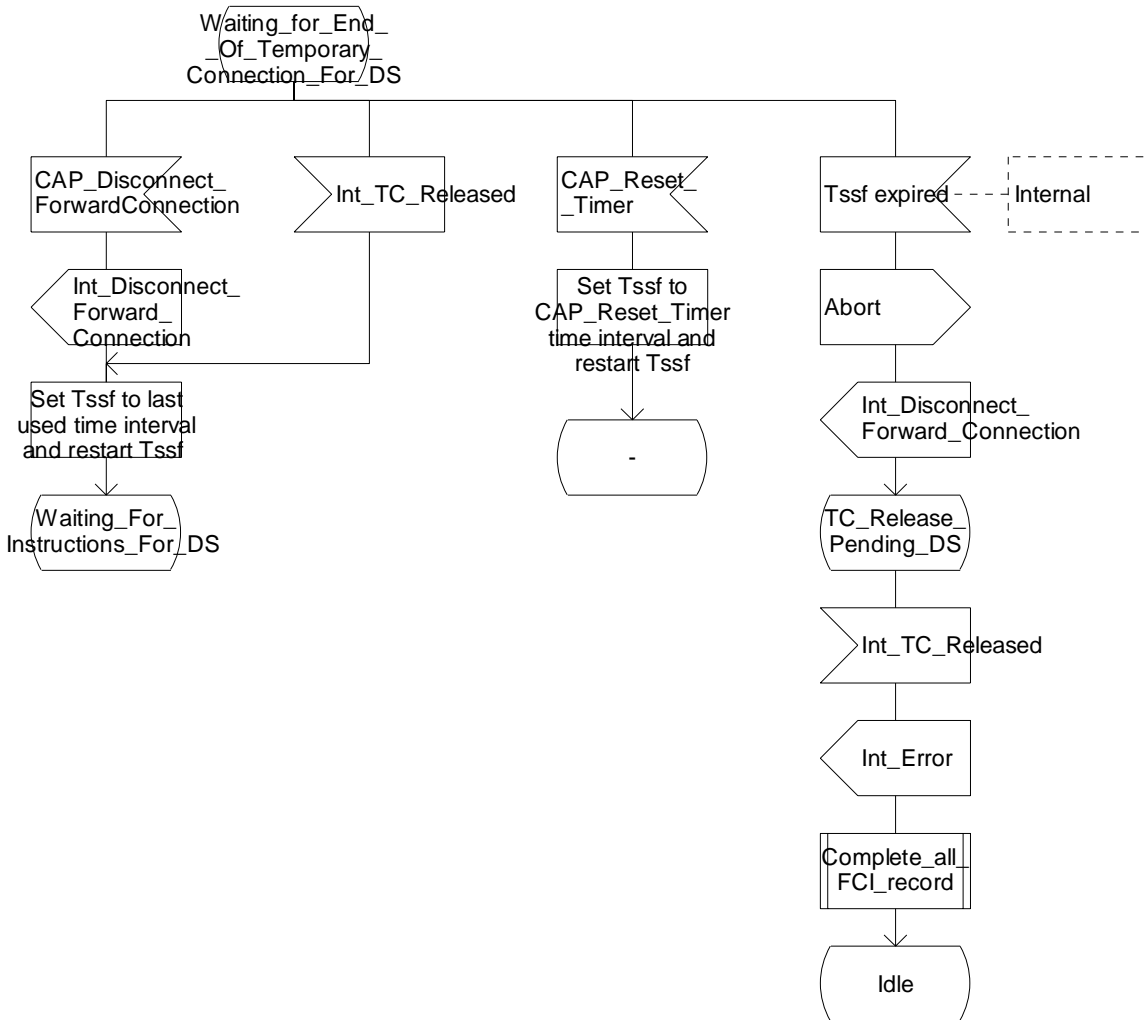 Waiting_for_End_
_Of_Temporary_
Connection_For_DS
CAP_Disconnect_
ForwardConnection
Int_TC_Released
CAP_Reset_
_Timer
Tssf expired
Internal
Int_Disconnect_
Forward_
Connection
Set Tssf to
CAP_Reset_Timer
time interval and
restart Tssf
Abort
Set Tssf to last
used time interval
and restart Tssf
Int_Disconnect_
Forward_Connection
-
Waiting_For_
Instructions_For_DS
TC_Release_
Pending_DS
Int_TC_Released
Int_Error
Complete_all_
FCI_record
Idle